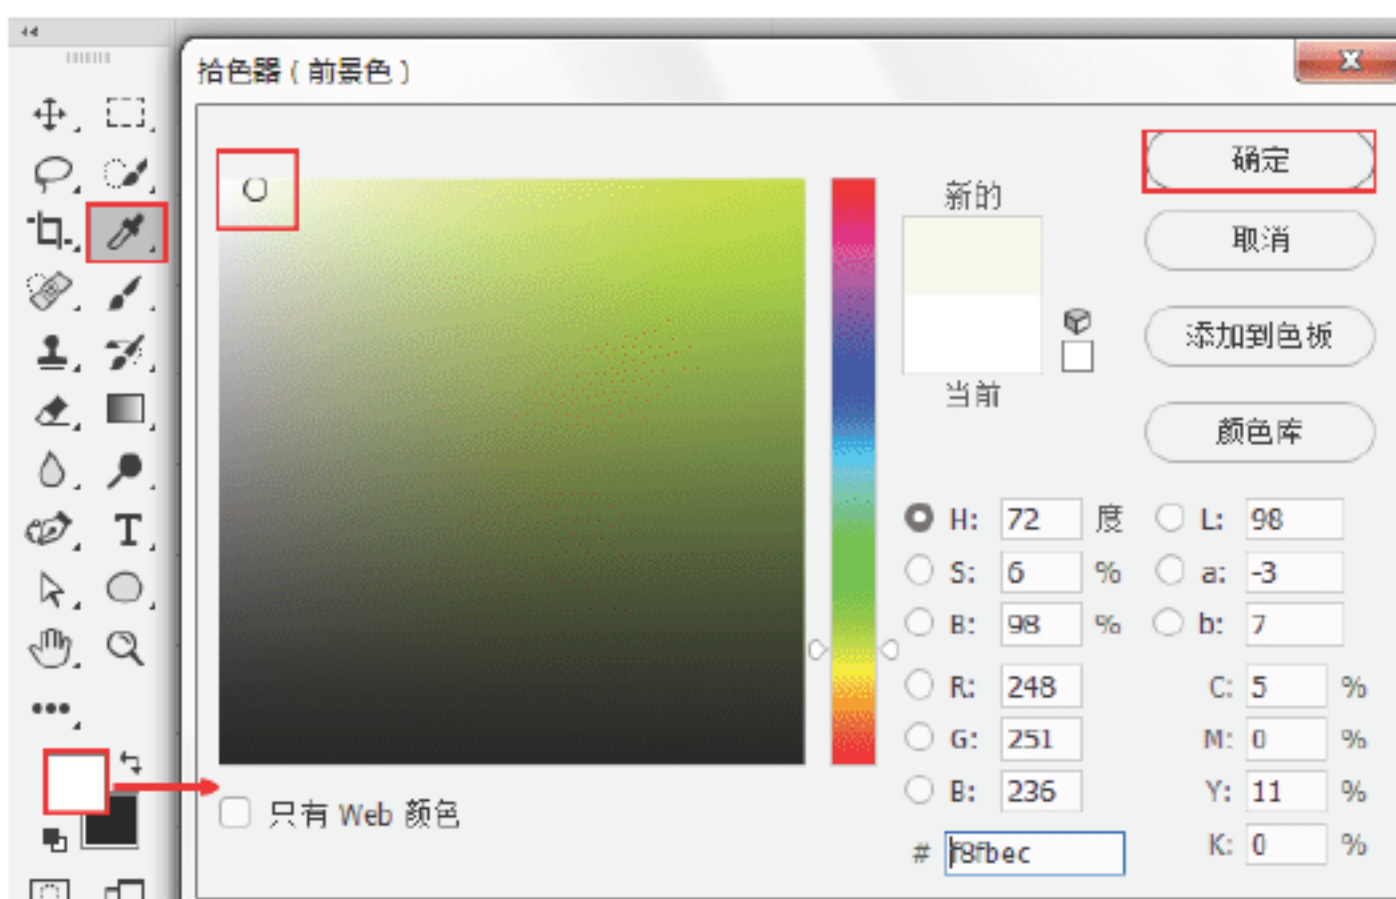 拾色器（前景色）
确定
新的
取消
添加到色板
当前
颜色库
H: 72 度 L: 98
S: 6 % a: -3
B: 98 % b: 7
R: 248 C: 5 %
G: 251 M: 0 %
B: 236 Y: 11 %
只有 Web 颜色
K: 0 %
# f8fbec
T